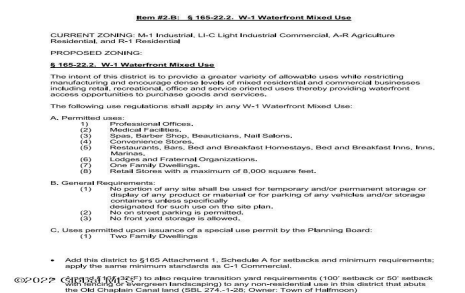 Item #2-B: § 165-22.2. W-1 Waterfront Mixed Use
CURRENT ZONING: M-1 Industrial, LI-C Light Industrial Commercial, A-R Agriculture
Residential, and R-1 Residential
PROPOSED ZONING:
§ 165-22.2. W-1 Waterfront Mixed Use
The intent of this district is to provide a greater variety of allowable uses while restricting
manufacturing and encourage dense levels of mixed residential and commercial businesses
including retail, recreational, office and service oriented uses thereby providing waterfront
access opportunities to purchase goods and services.
The following use regulations shall apply in any W-1 Waterfront Mixed Use:
A. Permitted uses:
1) Professional Offices.
(2) Medical Facilities.
(3) Spas, Barber Shop, Beauticians, Nail Salons.
(4) Convenience Stores,
(5) Restaurants, Bars, Bed and Breakfast Homestays, Bed and Breakfast Inns, Inns,
Marinas,
(6) Lodges and Fraternal Organizations.
(7) One Family Dwellings.
(8) Retail Stores with a maximum of 8,000 square feet.
B. General Requirements:
(1) No portion of any site shall be used for temporary and/or permanent storage or
display of any product or material or for parking of any vehicles and/or storage
containers unless specifically
designated for such use on the site plan.
(2) No on street parking is permitted.
(3) No front yard storage is allowed.
C, Uses permitted upon issuance of a special use permit by the Planning Board:
(1) Two Family Dwellings
• Add this district to §165 Attachment 1, Schedule A for setbacks and minimum requirements;
apply the same minimum standards as C-1 Commercial.
• to also require transition yard requirements (100' setback or 50' setback
with fencing or evergreen landscaping) to any non-residential use in this district that abuts
the Old Chaplain Canal land (SBL 274.-1-28; Owner: Town of Halfmoon)
©2022